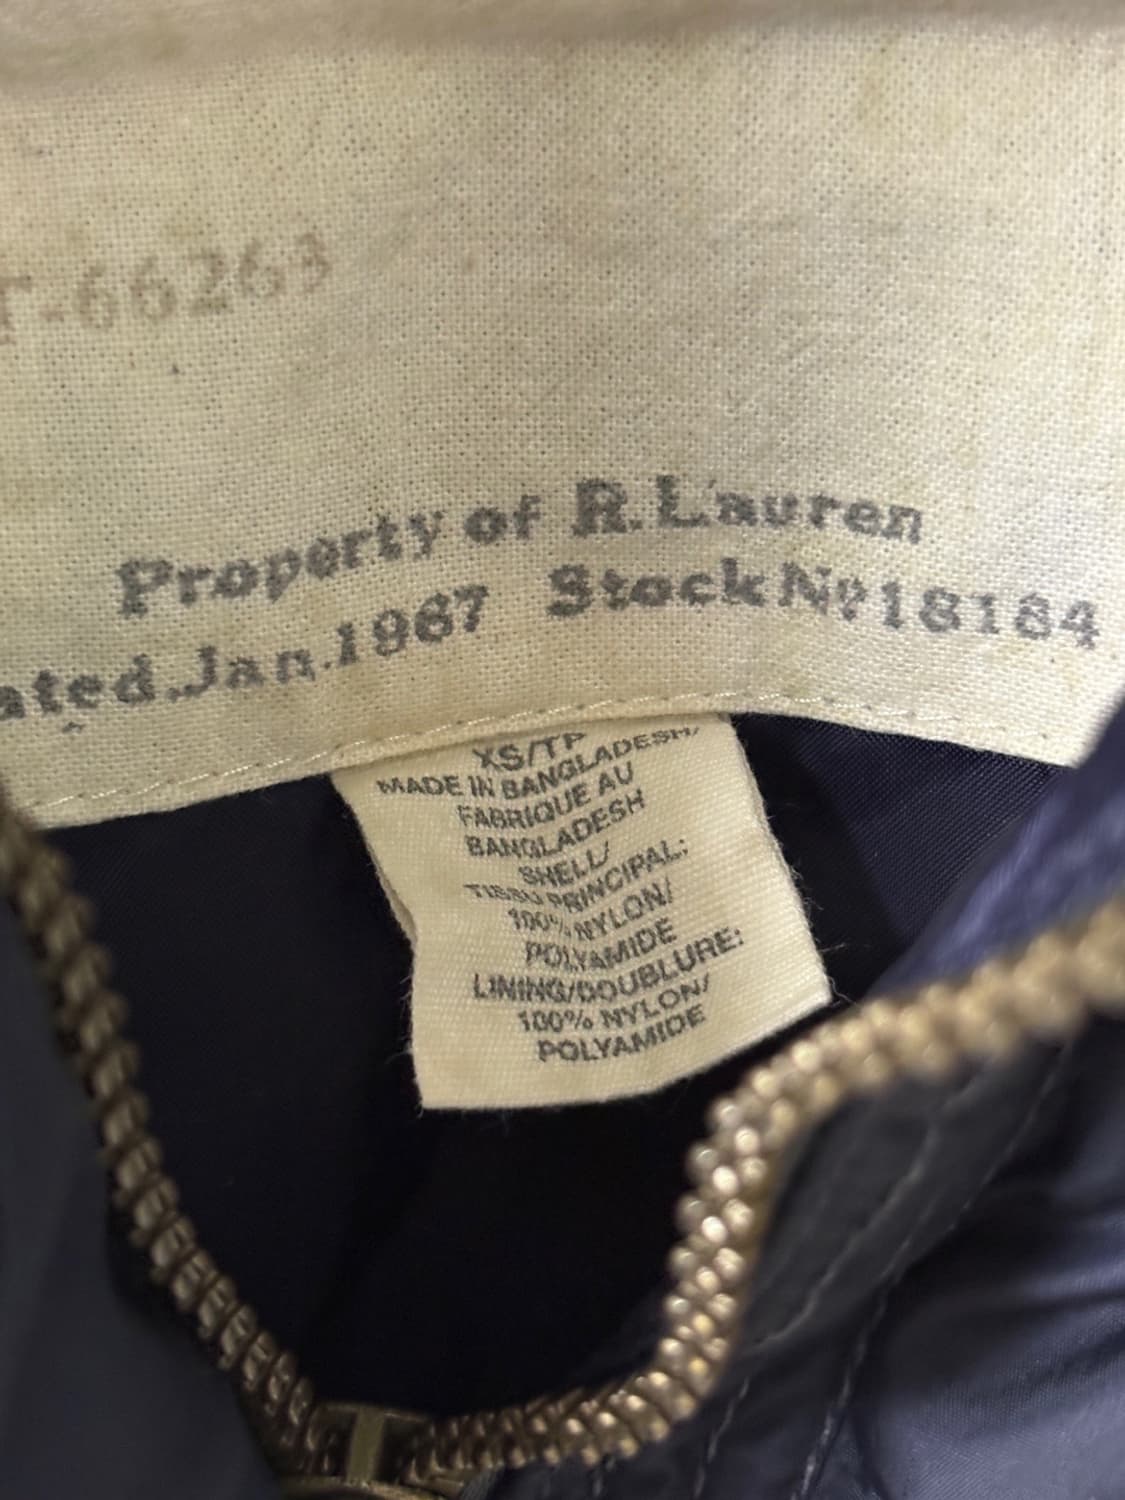 T-66263
Property of R.Lauren
ated.Jan.1967 Stock Nº18184
XS/TP
MADE IN BANGLADESH/
FABRIQUE AU
BANGLADESH
SHELL/
TISSU PRINCIPAL:
100% NYLON/
POLYAMIDE
LINING/DOUBLURE:
100% NYLON/
POLYAMIDE